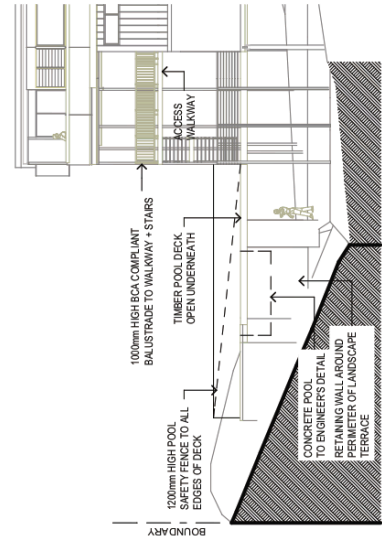 1000mm HIGH BCA COMPLIANT
BALUSTRADE TO WALKWAY + STAIRS
ACCESS
WALKWAY
TIMBER POOL DECK.
OPEN UNDERNEATH
1200mm HIGH POOL
SAFETY FENCE TO ALL
EDGES OF DECK
CONCRETE POOL
TO ENGINEER'S DETAIL
RETAINING WALL AROUND
PERIMETER OF LANDSCAPE
TERRACE
BOUNDARY